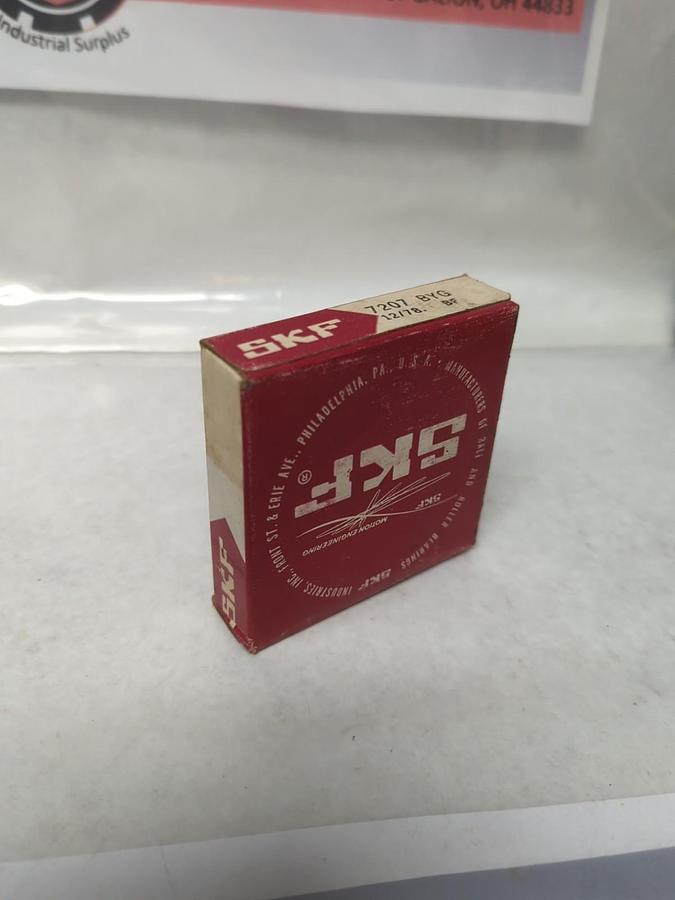 Industrial Surplus
GALION, OH 44833
SKF
7207 BYG
12/78. BF
SKF INDUSTRIES, INC., FRONT ST. & ERIE AVE., PHILADELPHIA, PA., U.S.A. · MANUFACTURERS OF BALL AND ROLLER BEARINGS
SKF®
SKF
MOTION ENGINEERING
SKF